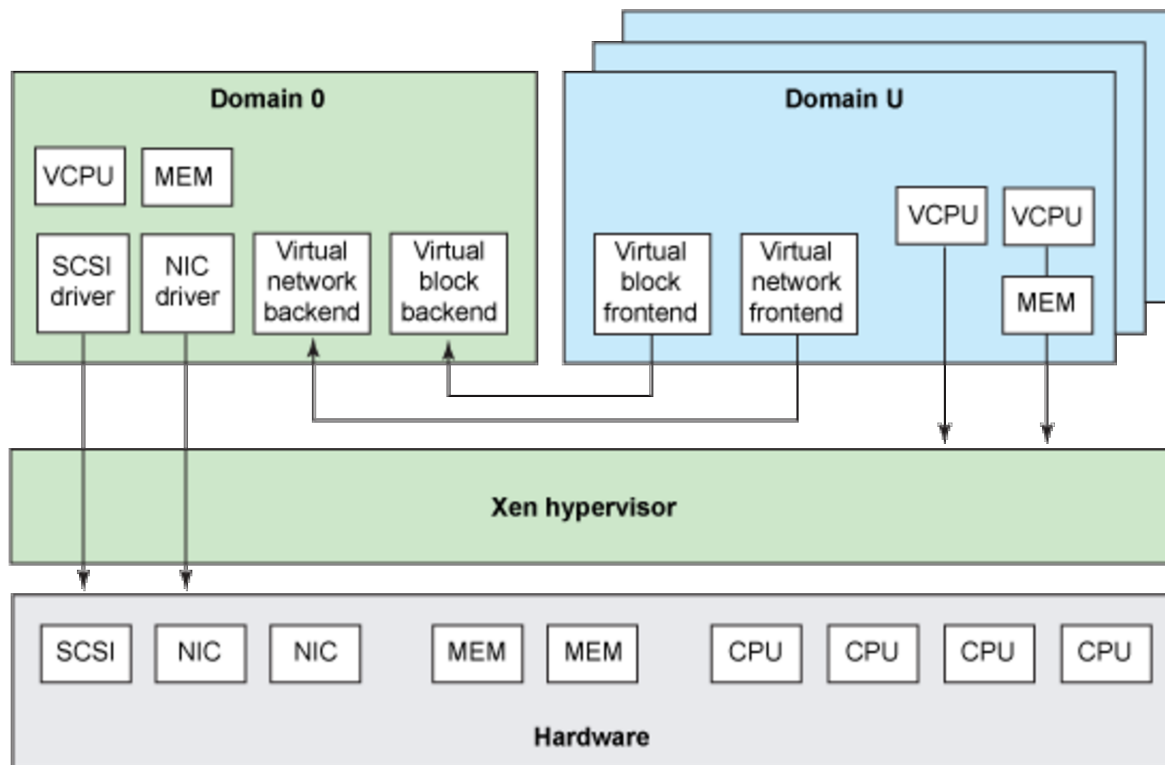 Domain 0
VCPU
MEM
SCSI
driver
NIC
driver
Virtual
network
backend
Virtual
block
backend
Domain U
VCPU
VCPU
Virtual
block
frontend
Virtual
network
frontend
MEM
Xen hypervisor
SCSI
NIC
NIC
MEM
MEM
CPU
CPU
CPU
CPU
Hardware